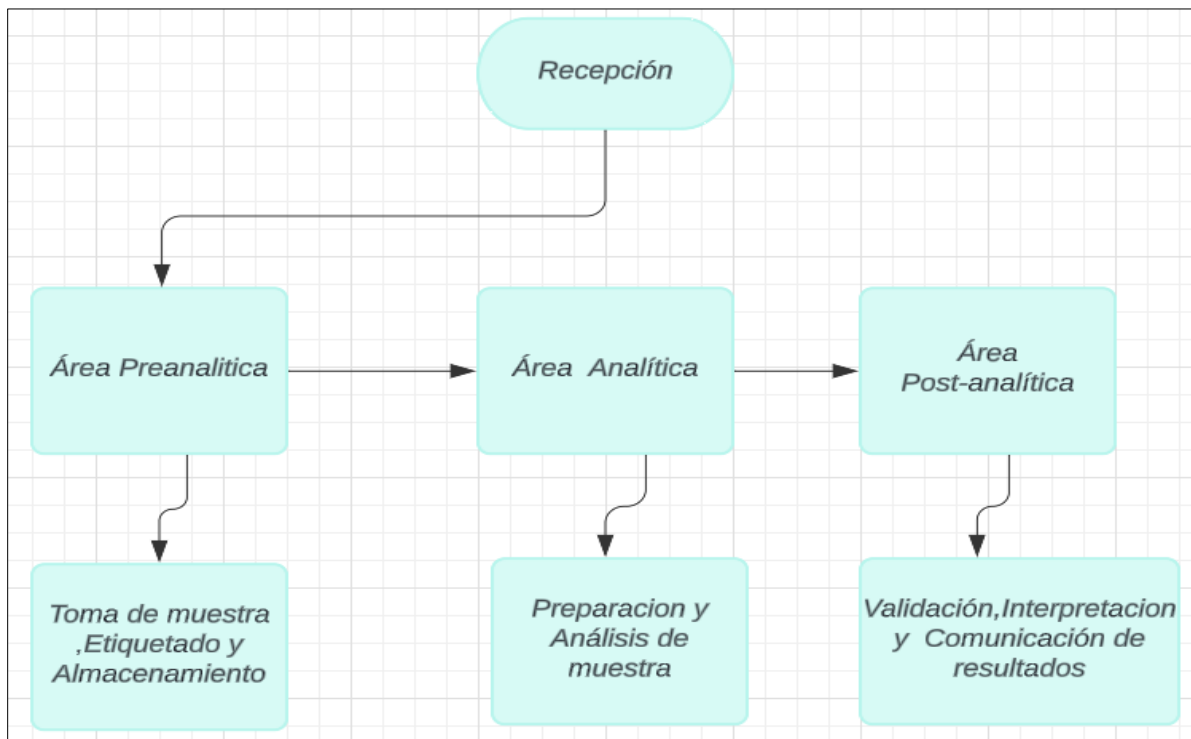 Recepción
Área Preanalitica
Área Analítica
Área
Post-analítica
Toma de muestra
,Etiquetado y
Almacenamiento
Preparacion y
Análisis de
muestra
Validación,Interpretacion
y Comunicación de
resultados